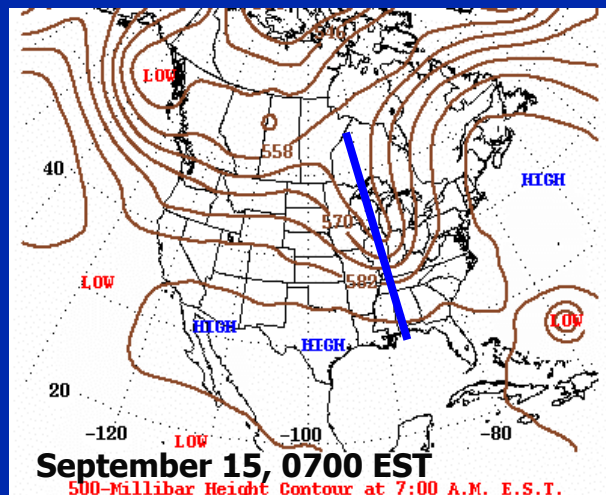 LOW
558
40
HIGH
570
582
LOW
HIGH
HIGH
LOW
20
-120
LOW
-100
-80
September 15, 0700 EST
500-Millibar Height Contour at 7:00 A.M. E.S.T.